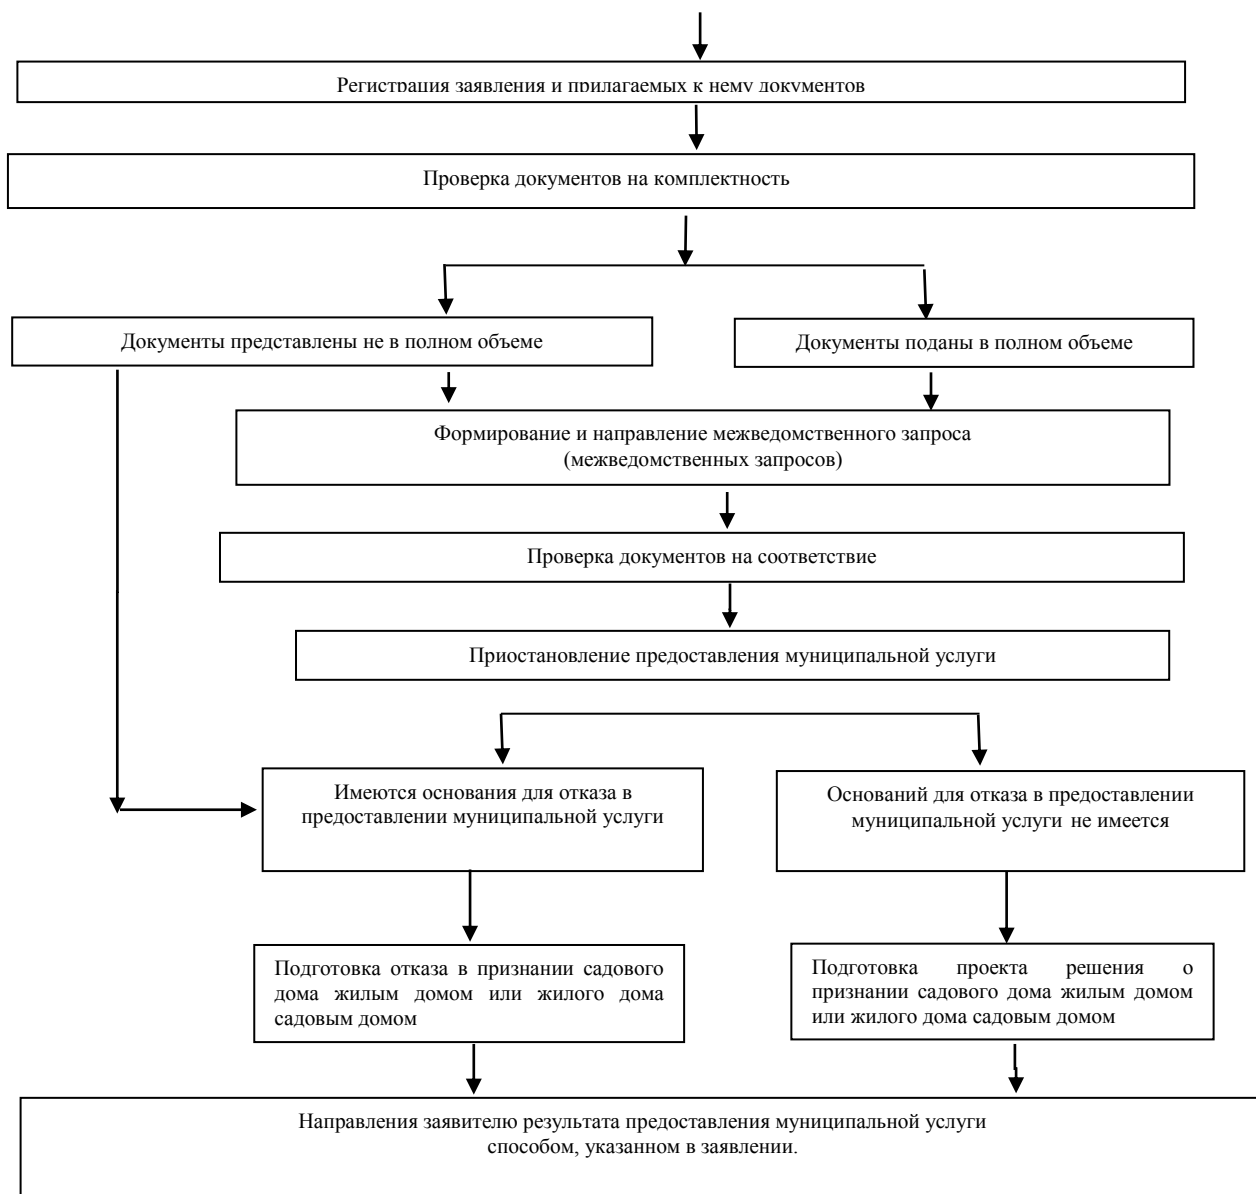 Регистрация заявления и прилагаемых к нему документов
Проверка документов на комплектность
Документы представлены не в полном объеме
Документы поданы в полном объеме
Формирование и направление межведомственного запроса
(межведомственных запросов)
Проверка документов на соответствие
Приостановление предоставления муниципальной услуги
Имеются основания для отказа в
предоставлении муниципальной услуги
Оснований для отказа в предоставлении
муниципальной услуги не имеется
Подготовка отказа в признании садового
дома жилым домом или жилого дома
садовым домом
Подготовка проекта решения о
признании садового дома жилым домом
или жилого дома садовым домом
Направления заявителю результата предоставления муниципальной услуги
способом, указанном в заявлении.